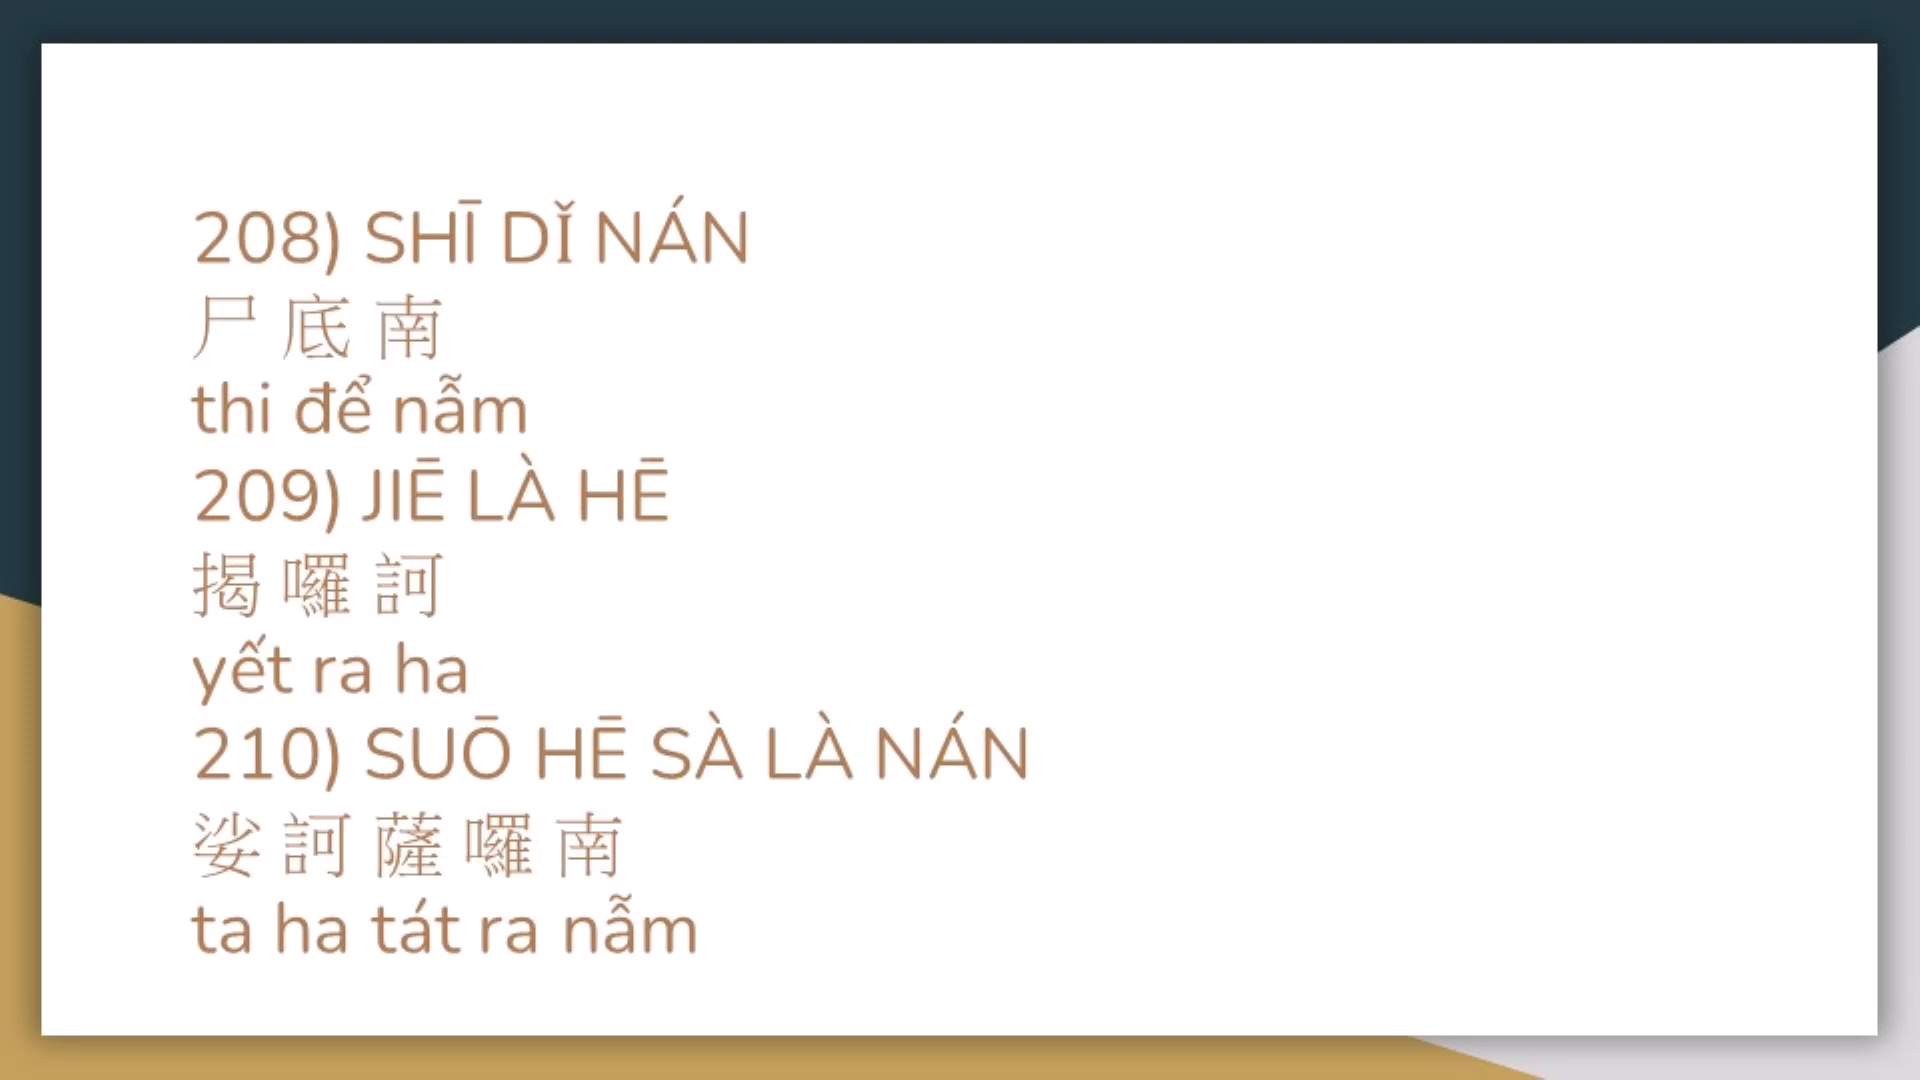 208) SHĪ DǏ NÁN
尸 底 南
thi để nẫm
209) JIĒ LÀ HĒ
揭 囉 訶
yết ra ha
210) SUŌ HĒ SÀ LÀ NÁN
娑 訶 薩 囉 南
ta ha tát ra nẫm